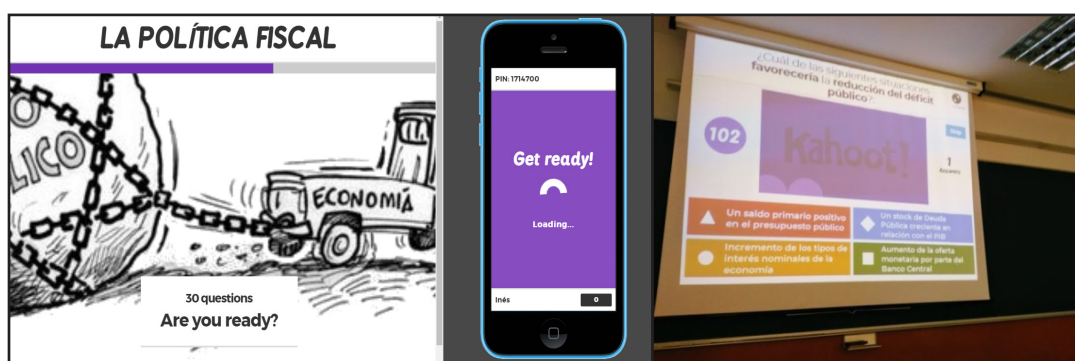 LA POLÍTICA FISCAL
LICO
ECONOMÍA
30 questions
Are you ready?
PIN: 1714700
Get ready!
Loading...
Inés 0
¿Cuál de las siguientes situaciones
favorecería la reducción del déficit
público?
102
Kahoot!
1
Answers
Un saldo primario positivo
en el presupuesto público
Un stock de Deuda
Pública creciente en
relación con el PIB
Incremento de los tipos de
interés nominales de la
economía
Aumento de la oferta
monetaria por parte del
Banco Central